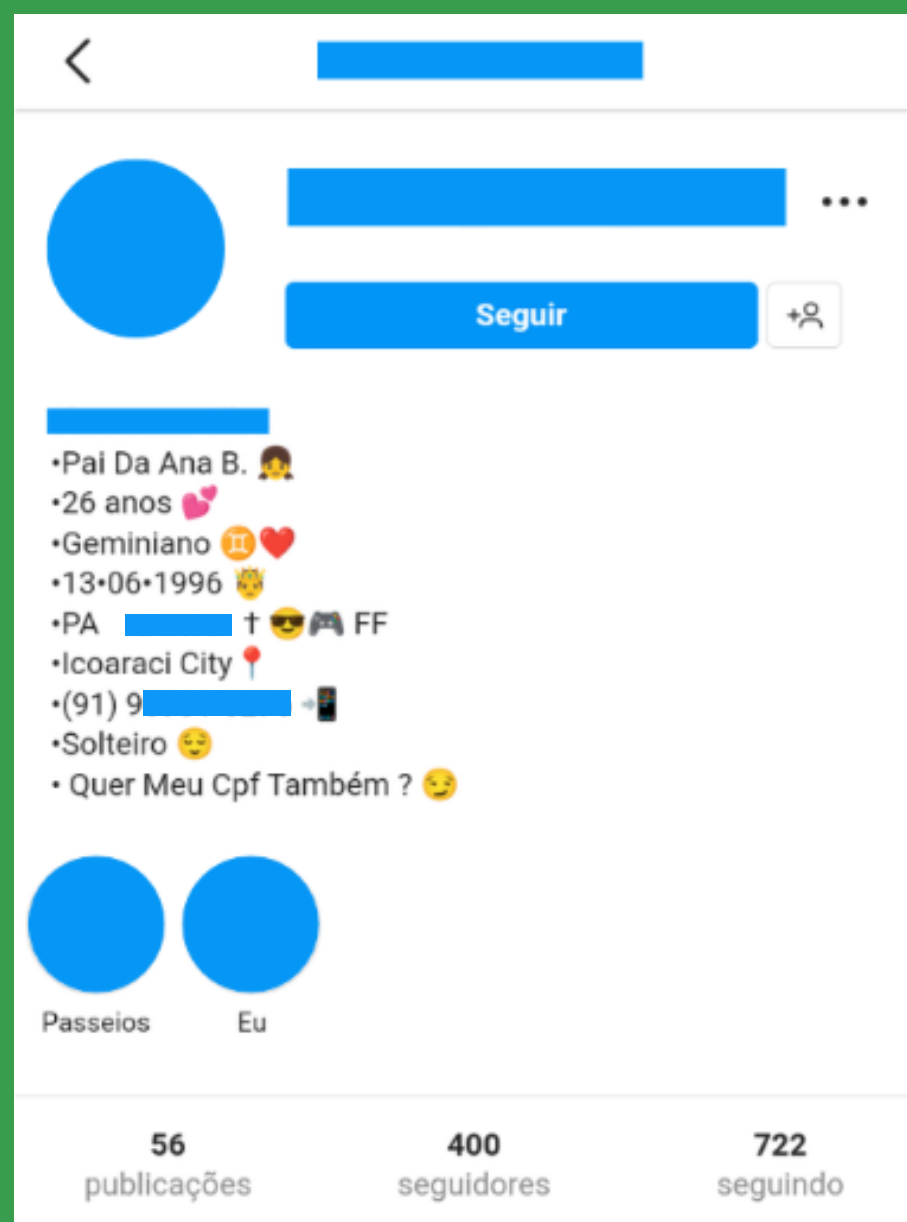 Seguir
•Pai Da Ana B. 👧
•26 anos 💕
•Geminiano ♊❤️
•13•06•1996 🤴
•PA † 😎🎮 FF
•Icoaraci City📍
•(91) 9 📲
•Solteiro 😌
• Quer Meu Cpf Também ? 😏
Passeios Eu
56 400 722
publicações seguidores seguindo